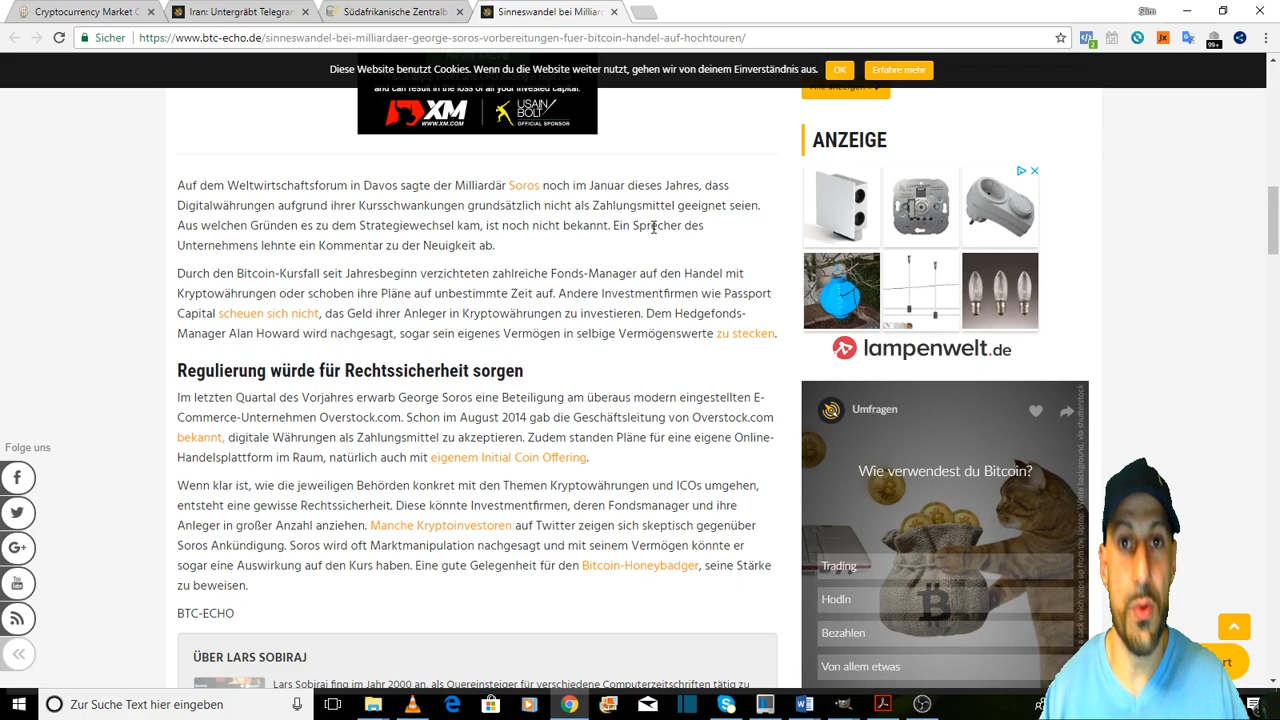 Cryptocurrency Market C
Iran: Untergräbt Telegran
Südafrikanische Zentralb
Sinneswandel bei Milliar
Slim
Sicher
https://www.btc-echo.de/sinneswandel-bei-milliardaer-george-soros-vorbereitungen-fuer-bitcoin-handel-auf-hochtouren/
99+
Diese Website benutzt Cookies. Wenn du die Website weiter nutzt, gehen wir von deinem Einverständnis aus.
OK
Erfahre mehr
and can result in the loss of all your invested capital.
XM
WWW.XM.COM
USAIN
BOLT
OFFICIAL SPONSOR
Auf dem Weltwirtschaftsforum in Davos sagte der Milliardär Soros noch im Januar dieses Jahres, dass
Digitalwährungen aufgrund ihrer Kursschwankungen grundsätzlich nicht als Zahlungsmittel geeignet seien.
Aus welchen Gründen es zu dem Strategiewechsel kam, ist noch nicht bekannt. Ein Sprecher des
Unternehmens lehnte ein Kommentar zu der Neuigkeit ab.
Durch den Bitcoin-Kursfall seit Jahresbeginn verzichteten zahlreiche Fonds-Manager auf den Handel mit
Kryptowährungen oder schoben ihre Pläne auf unbestimmte Zeit auf. Andere Investmentfirmen wie Passport
Capital scheuen sich nicht, das Geld ihrer Anleger in Kryptowährungen zu investieren. Dem Hedgefonds-
Manager Alan Howard wird nachgesagt, sogar sein eigenes Vermögen in selbige Vermögenswerte zu stecken.
Regulierung würde für Rechtssicherheit sorgen
Im letzten Quartal des Vorjahres erwarb George Soros eine Beteiligung am überaus modern eingestellten E-
Commerce-Unternehmen Overstock.com. Schon im August 2014 gab die Geschäftsleitung von Overstock.com
bekannt, digitale Währungen als Zahlungsmittel zu akzeptieren. Zudem standen Pläne für eine eigene Online-
Handelsplattform im Raum, natürlich auch mit eigenem Initial Coin Offering.
Wenn klar ist, wie die jeweiligen Behörden konkret mit den Themen Kryptowährungen und ICOs umgehen,
entsteht eine gewisse Rechtssicherheit. Diese könnte Investmentfirmen, deren Fondsmanager und ihre
Anleger in großer Anzahl anziehen. Manche Kryptoinvestoren auf Twitter zeigen sich skeptisch gegenüber
Soros Ankündigung. Soros wird oft Marktmanipulation nachgesagt und mit seinem Vermögen könnte er
sogar eine Auswirkung auf den Kurs haben. Eine gute Gelegenheit für den Bitcoin-Honeybadger, seine Stärke
zu beweisen.
BTC-ECHO
ÜBER LARS SOBIRAJ
Lars Sobiraj fing im Jahr 2000 an, als Quereinsteiger für verschiedene Computerzeitschriften tätig zu
Folge uns
ANZEIGE
lampenwelt.de
Umfragen
Wie verwendest du Bitcoin?
Trading
Hodln
Bezahlen
Von allem etwas
Zur Suche Text hier eingeben